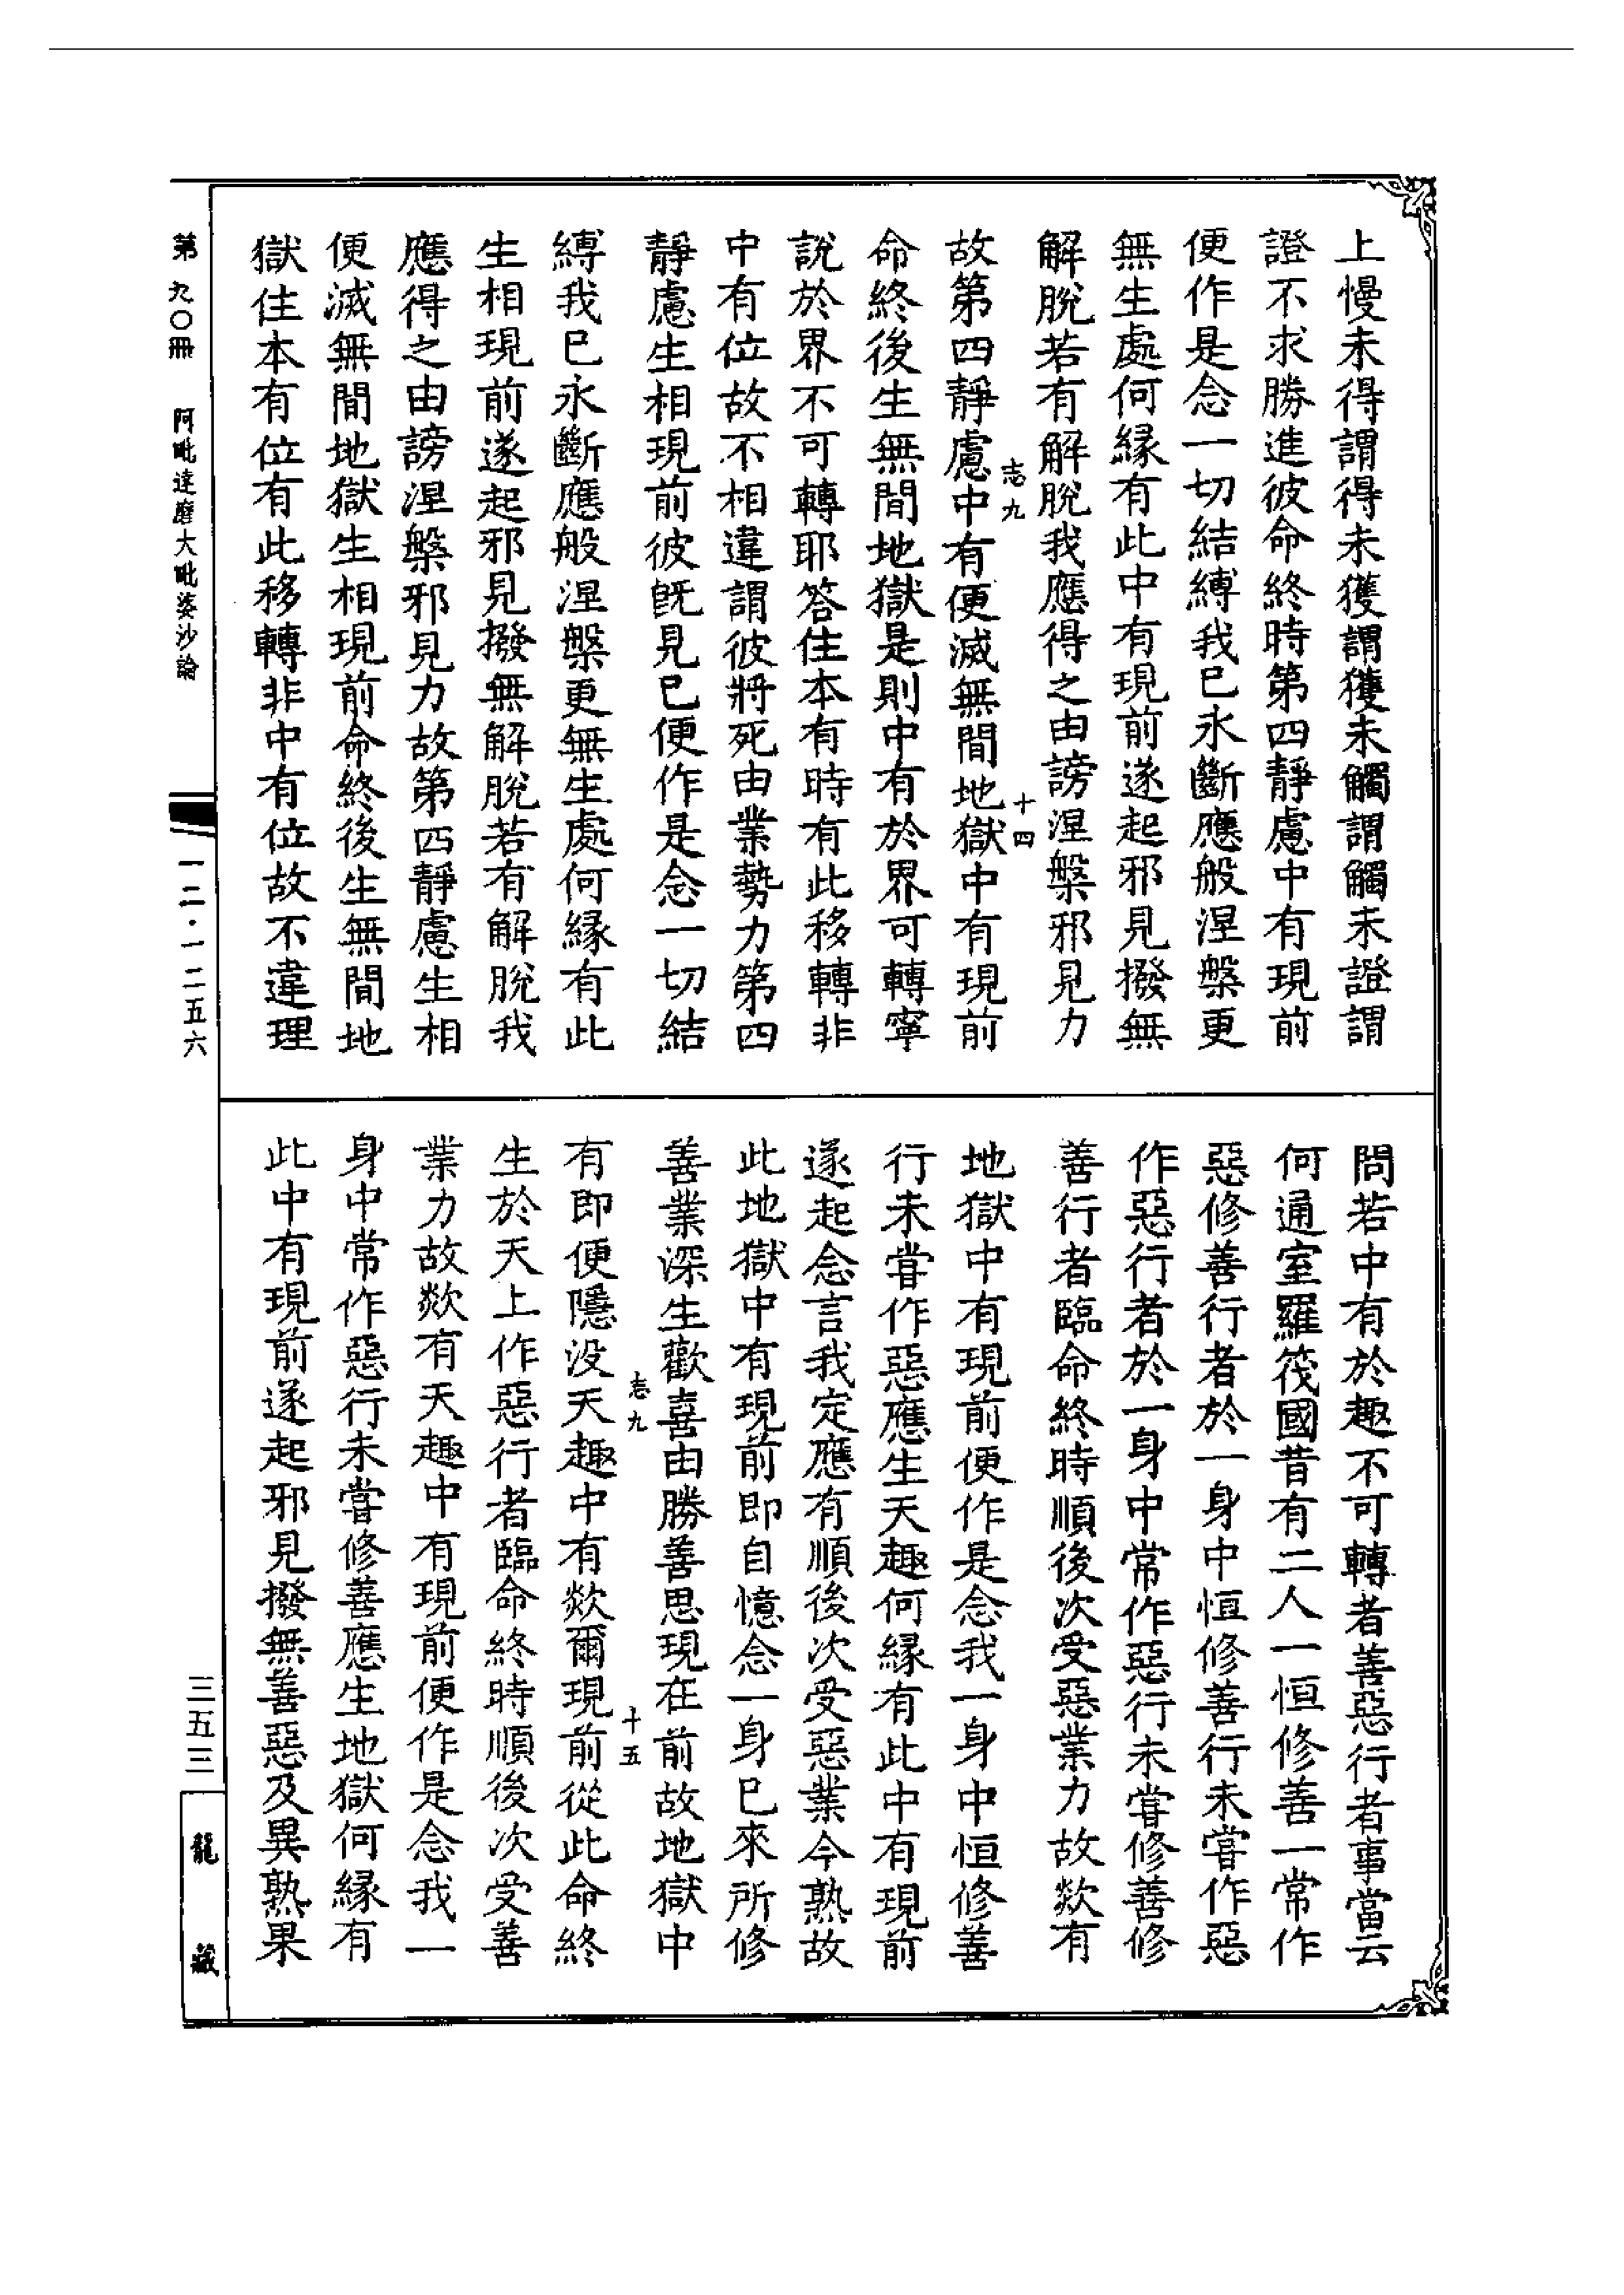 上慢未得謂得未獲謂獲未觸謂觸未證謂
證不求勝進彼命終時第四靜慮中有現前
便作是念一切結縛我已永斷應般涅槃更
無生處何緣有此中有現前遂起邪見撥無
解脫若有解脫我應得之由謗涅槃邪見力
志九 十四
故第四靜慮中有便滅無間地獄中有現前
命終後生無間地獄是則中有於界可轉寧
說於界不可轉耶答住本有時有此移轉非
中有位故不相違謂彼將死由業勢力第四
靜慮生相現前彼既見已便作是念一切結
縛我已永斷應般涅槃更無生處何緣有此
生相現前遂起邪見撥無解脫若有解脫我
應得之由謗涅槃邪見力故第四靜慮生相
便滅無間地獄生相現前命終後生無間地
獄住本有位有此移轉非中有位故不違理
問若中有於趣不可轉者善惡行者事當云
何通室羅筏國昔有二人一恒修善一常作
惡修善行者於一身中恒修善行未甞作惡
作惡行者於一身中常作惡行未甞修善修
善行者臨命終時順後次受惡業力故欻有
地獄中有現前便作是念我一身中恒修善
行未甞作惡應生天趣何緣有此中有現前
遂起念言我定應有順後次受惡業今熟故
此地獄中有現前即自憶念一身已來所修
善業深生歡喜由勝善思現在前故地獄中
志九 十五
有即便隱没天趣中有欻爾現前從此命終
生於天上作惡行者臨命終時順後次受善
業力故欻有天趣中有現前便作是念我一
身中常作惡行未甞修善應生地獄何緣有
此中有現前遂起邪見撥無善惡及異熟果
第九〇冊 阿毗達磨大毗婆沙論
一二·一二五六
三五三
龍藏